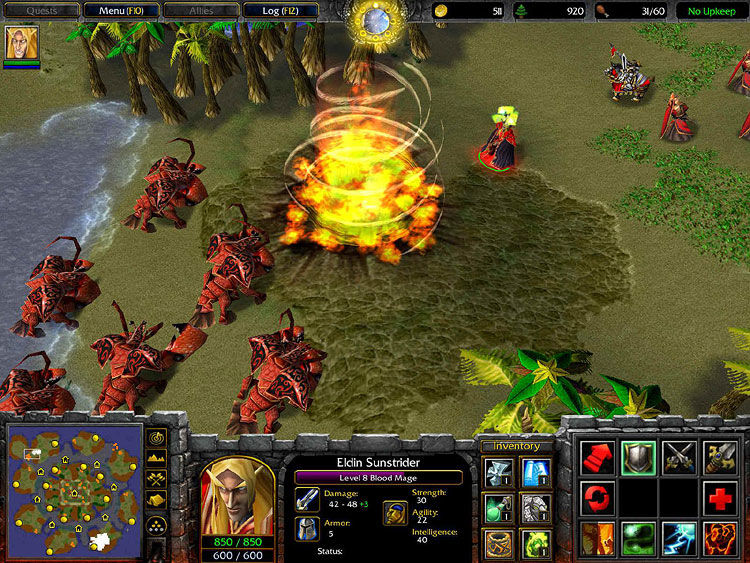 Quests
Menu (F10)
Allies
Log (F12)
511
920
31/60
No Upkeep
Eldin Sunstrider
Level 8 Blood Mage
Damage:
42 - 48 +3
Armor:
5
Status:
Strength:
30
Agility:
22
Intelligence:
40
850 / 850
600 / 600
Inventory
1
1
1
1
1